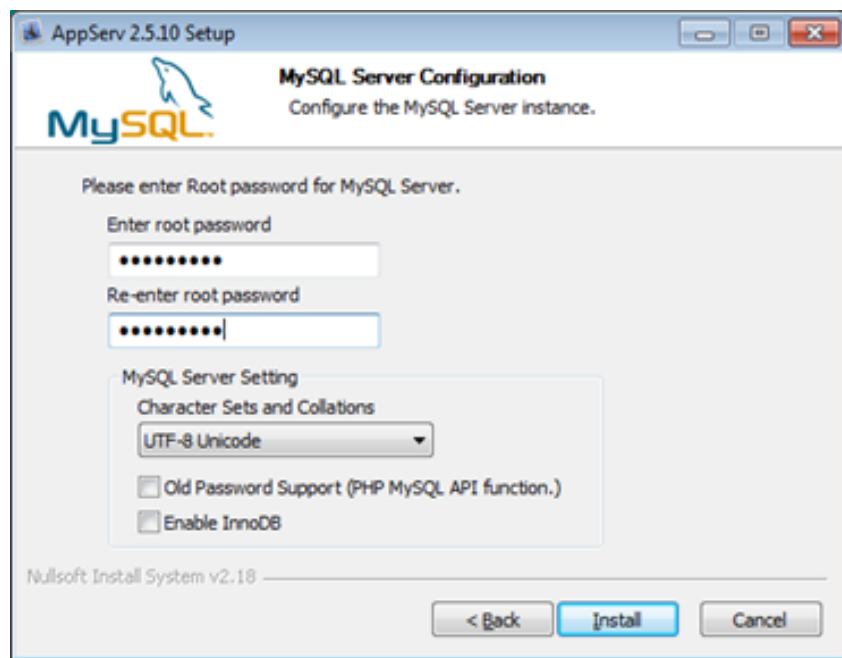 AppServ 2.5.10 Setup
MySQL Server Configuration
Configure the MySQL Server instance.
MySQL
Please enter Root password for MySQL Server.
Enter root password
•••••••••
Re-enter root password
•••••••••
MySQL Server Setting
Character Sets and Collations
UTF-8 Unicode
Old Password Support (PHP MySQL API function.)
Enable InnoDB
Nullsoft Install System v2.18
< Back Install Cancel